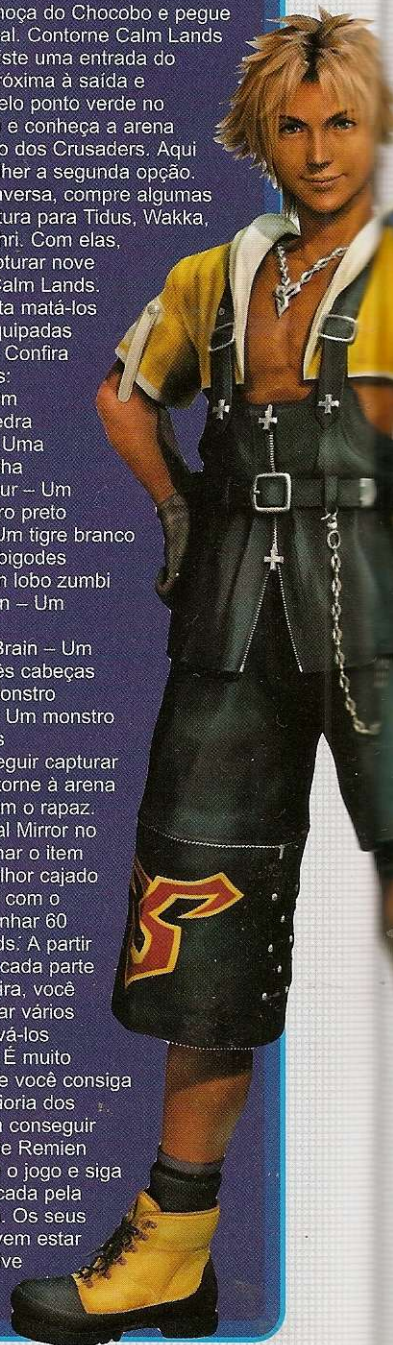 moça do Chocobo e pegue
al. Contorne Calm Lands
ste uma entrada do
róxima à saída e
elo ponto verde no
e conheça a arena
o dos Crusaders. Aqui
her a segunda opção.
versa, compre algumas
tura para Tidus, Wakka,
hri. Com elas,
pturar nove
Calm Lands.
ta matá-los
quipadas
Confira
s:
m
edra
Uma
ha
ur – Um
ro preto
Um tigre branco
bigodes
m lobo zumbi
n – Um
Brain – Um
ês cabeças
onstro
Um monstro
s
eguir capturar
torne à arena
m o rapaz.
al Mirror no
nar o item
lhor cajado
com o
nhar 60
ds. A partir
cada parte
ira, você
ar vários
vá-los
É muito
e você consiga
ioria dos
a conseguir
e Remien
o jogo e siga
cada pela
. Os seus
vem estar
ve